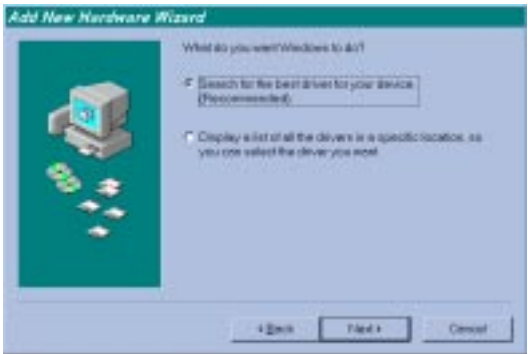 Add New Hardware Wizard
What do you want Windows to do?
Search for the best driver for your device
(Recommended).
Display a list of all the drivers in a specific location, so
you can select the driver you want.
< Back
Next >
Cancel